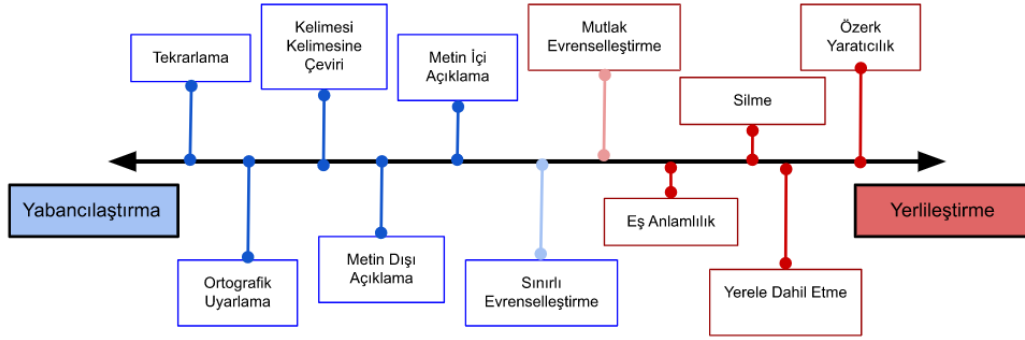 Tekrarlama
Kelimesi
Kelimesine
Çeviri
Metin İçi
Açıklama
Mutlak
Evrenselleştirme
Silme
Özerk
Yaratıcılık
Yabancılaştırma
Yerlileştirme
Ortografik
Uyarlama
Metin Dışı
Açıklama
Sınırlı
Evrenselleştirme
Eş Anlamlılık
Yerele Dahil Etme